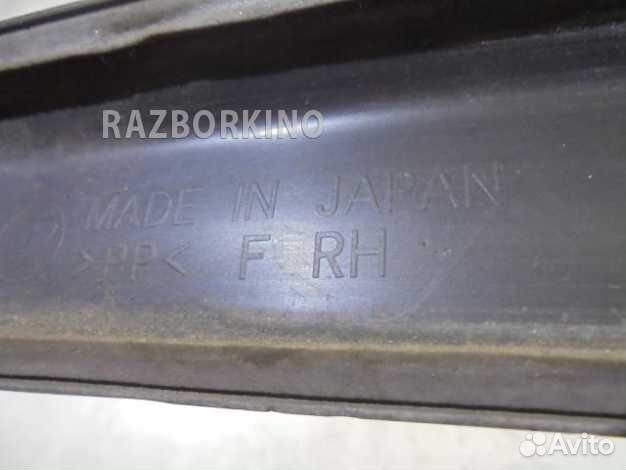 RAZBORKINO
MADE IN JAPAN
>PP< F RH
Avito